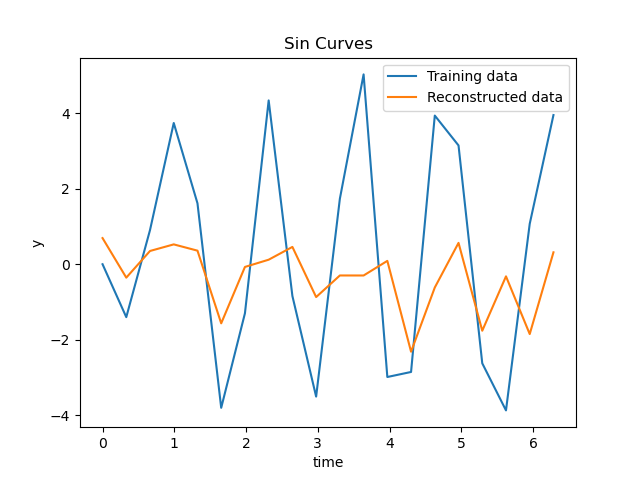 Sin Curves
Training data
Reconstructed data
4
2
0
−2
−4
y
0 1 2 3 4 5 6
time